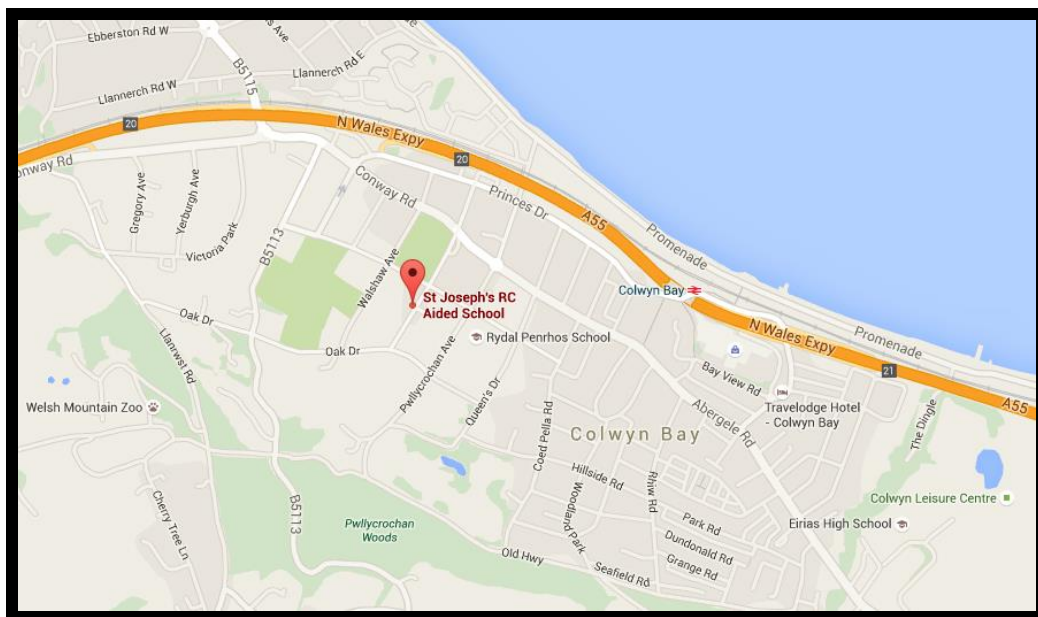 Ebberston Rd W
s Ave
B5115
Llannerch Rd E
Llannerch Rd W
20
N Wales Expy
20
onway Rd
Conway Rd
Princes Dr
A55
Promenade
Gregory Ave
Yerburgh Ave
Victoria Park
B5113
Walshaw Ave
St Joseph's RC
Aided School
Colwyn Bay
N Wales Expy
Promenade
Oak Dr
Llanrwst Rd
Oak Dr
Rydal Penrhos School
Pwllycrochan Ave
Queen's Dr
Bay View Rd
21
A55
Welsh Mountain Zoo
Travelodge Hotel
- Colwyn Bay
Abergele Rd
The Dingle
Coed Pella Rd
Colwyn Bay
Hillside Rd
Rhiw Rd
Woodland Park
Colwyn Leisure Centre
Cherry Tree Ln
B5113
Pwllycrochan
Woods
Park Rd
Eirias High School
Dundonald Rd
Old Hwy
Grange Rd
Seafield Rd